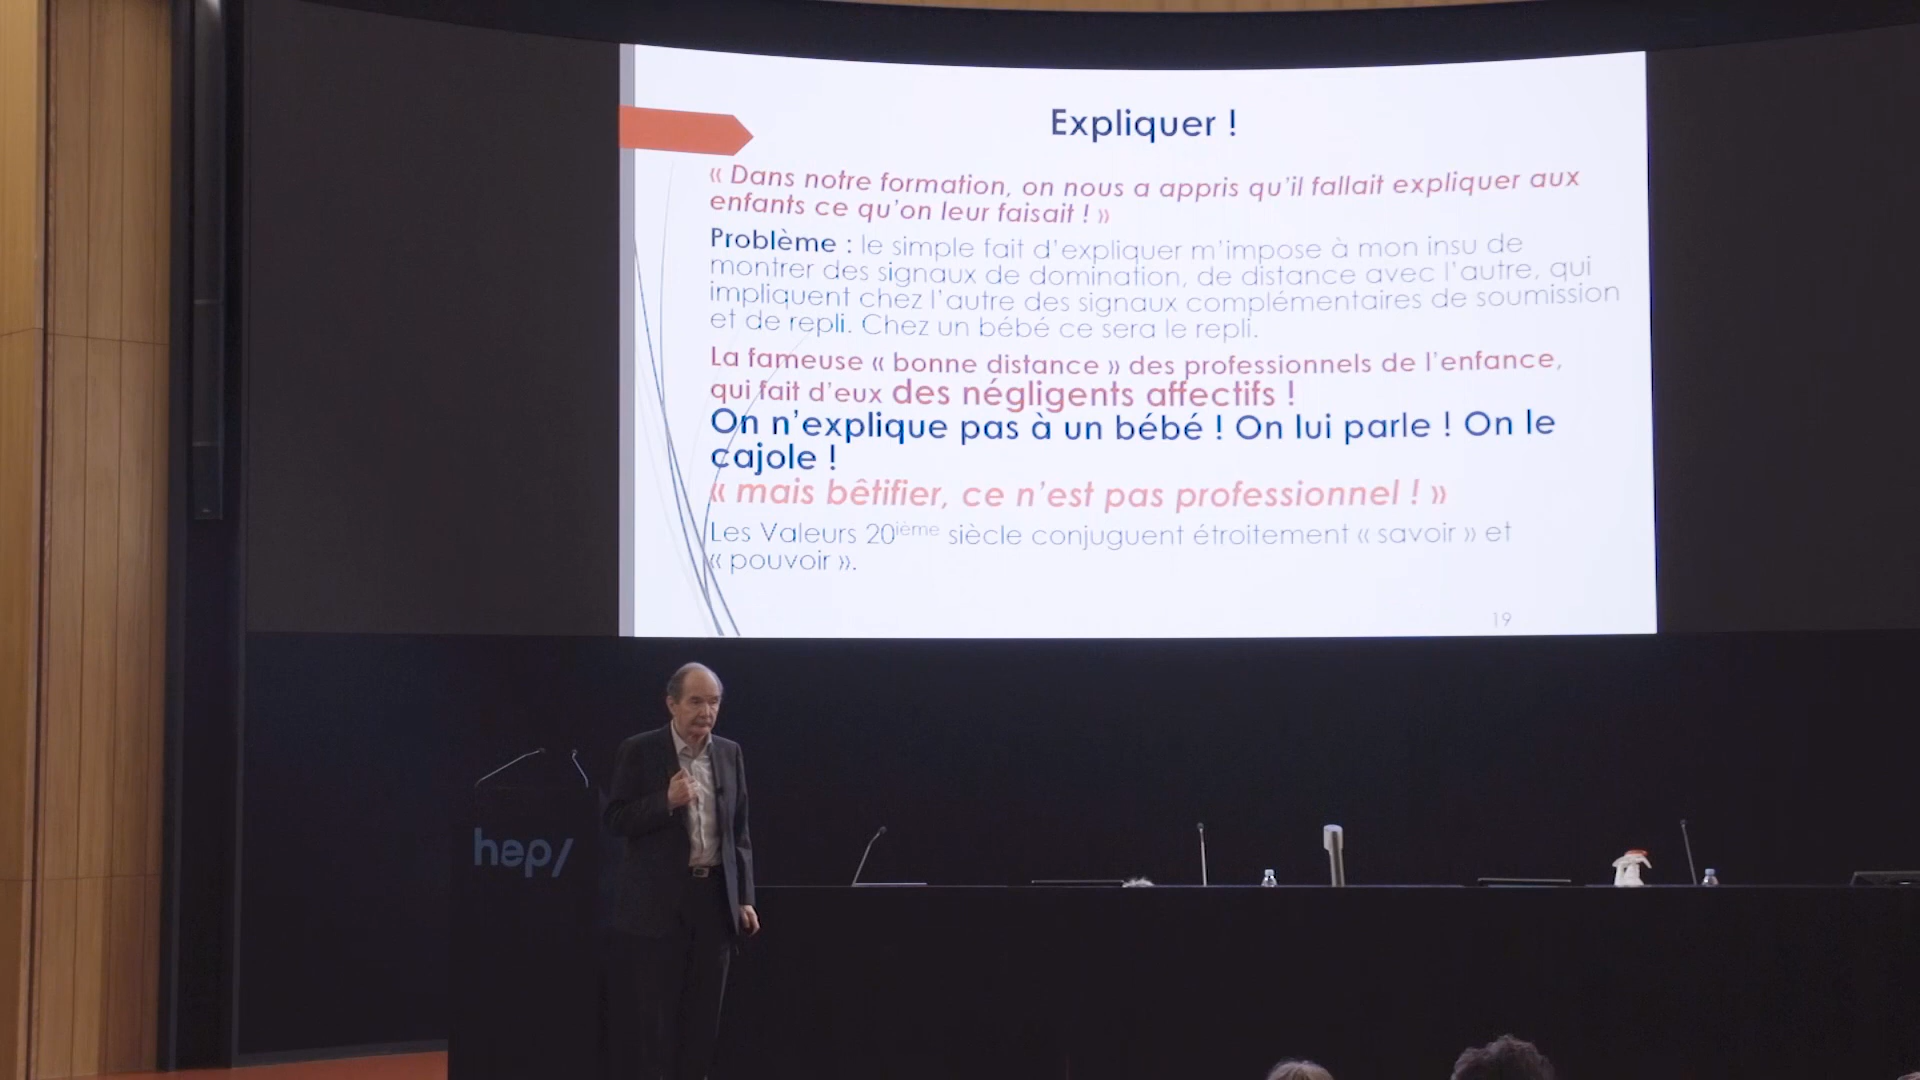 Expliquer !
« Dans notre formation, on nous a appris qu'il fallait expliquer aux
enfants ce qu'on leur faisait ! »
Problème : le simple fait d'expliquer m'impose à mon insu de
montrer des signaux de domination, de distance avec l'autre, qui
impliquent chez l'autre des signaux complémentaires de soumission
et de repli. Chez un bébé ce sera le repli.
La fameuse « bonne distance » des professionnels de l'enfance,
qui fait d'eux des négligents affectifs !
On n'explique pas à un bébé ! On lui parle ! On le
cajole !
« mais bêtifier, ce n'est pas professionnel ! »
Les Valeurs 20ième siècle conjuguent étroitement « savoir » et
« pouvoir ».
19
hep/